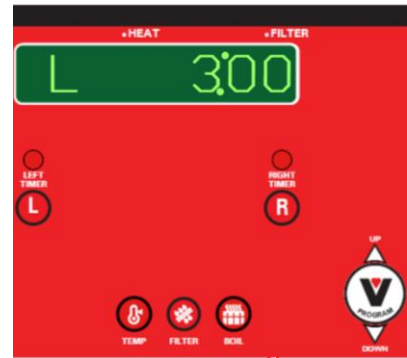 •HEAT •FILTER
L 3:00
LEFT TIMER RIGHT TIMER
L R
UP
V
PROGRAM
TEMP FILTER BOIL
DOWN